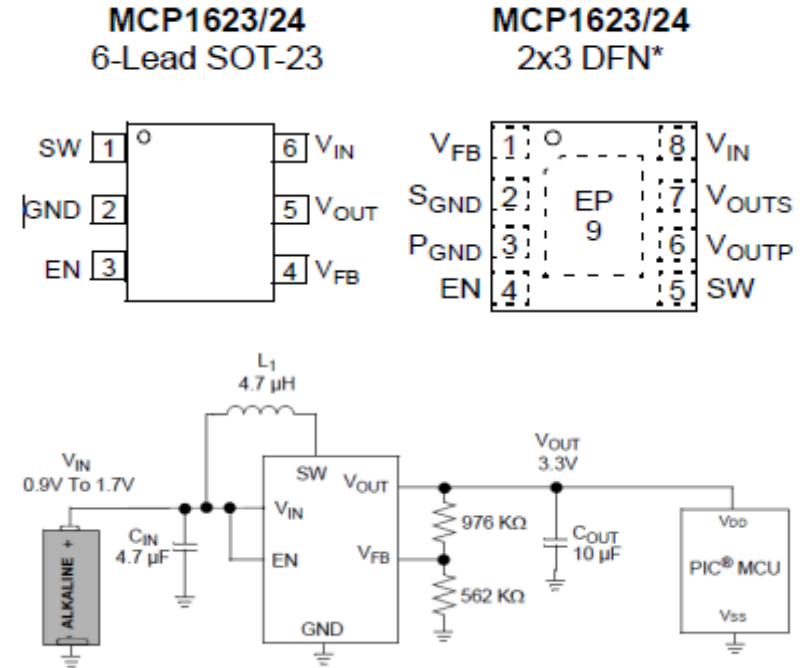 MCP1623/24
6-Lead SOT-23
SW 1
6 VIN
GND 2
5 VOUT
EN 3
4 VFB
MCP1623/24
2x3 DFN*
VFB 1
8 VIN
SGND 2
EP
9
7 VOUTS
PGND 3
6 VOUTP
EN 4
5 SW
L1
4.7 µH
VIN
0.9V To 1.7V
ALKALINE
+
-
CIN
4.7 µF
SW
VIN
EN
GND
VOUT
VFB
976 KΩ
562 KΩ
VOUT
3.3V
COUT
10 µF
VDD
PIC® MCU
VSS